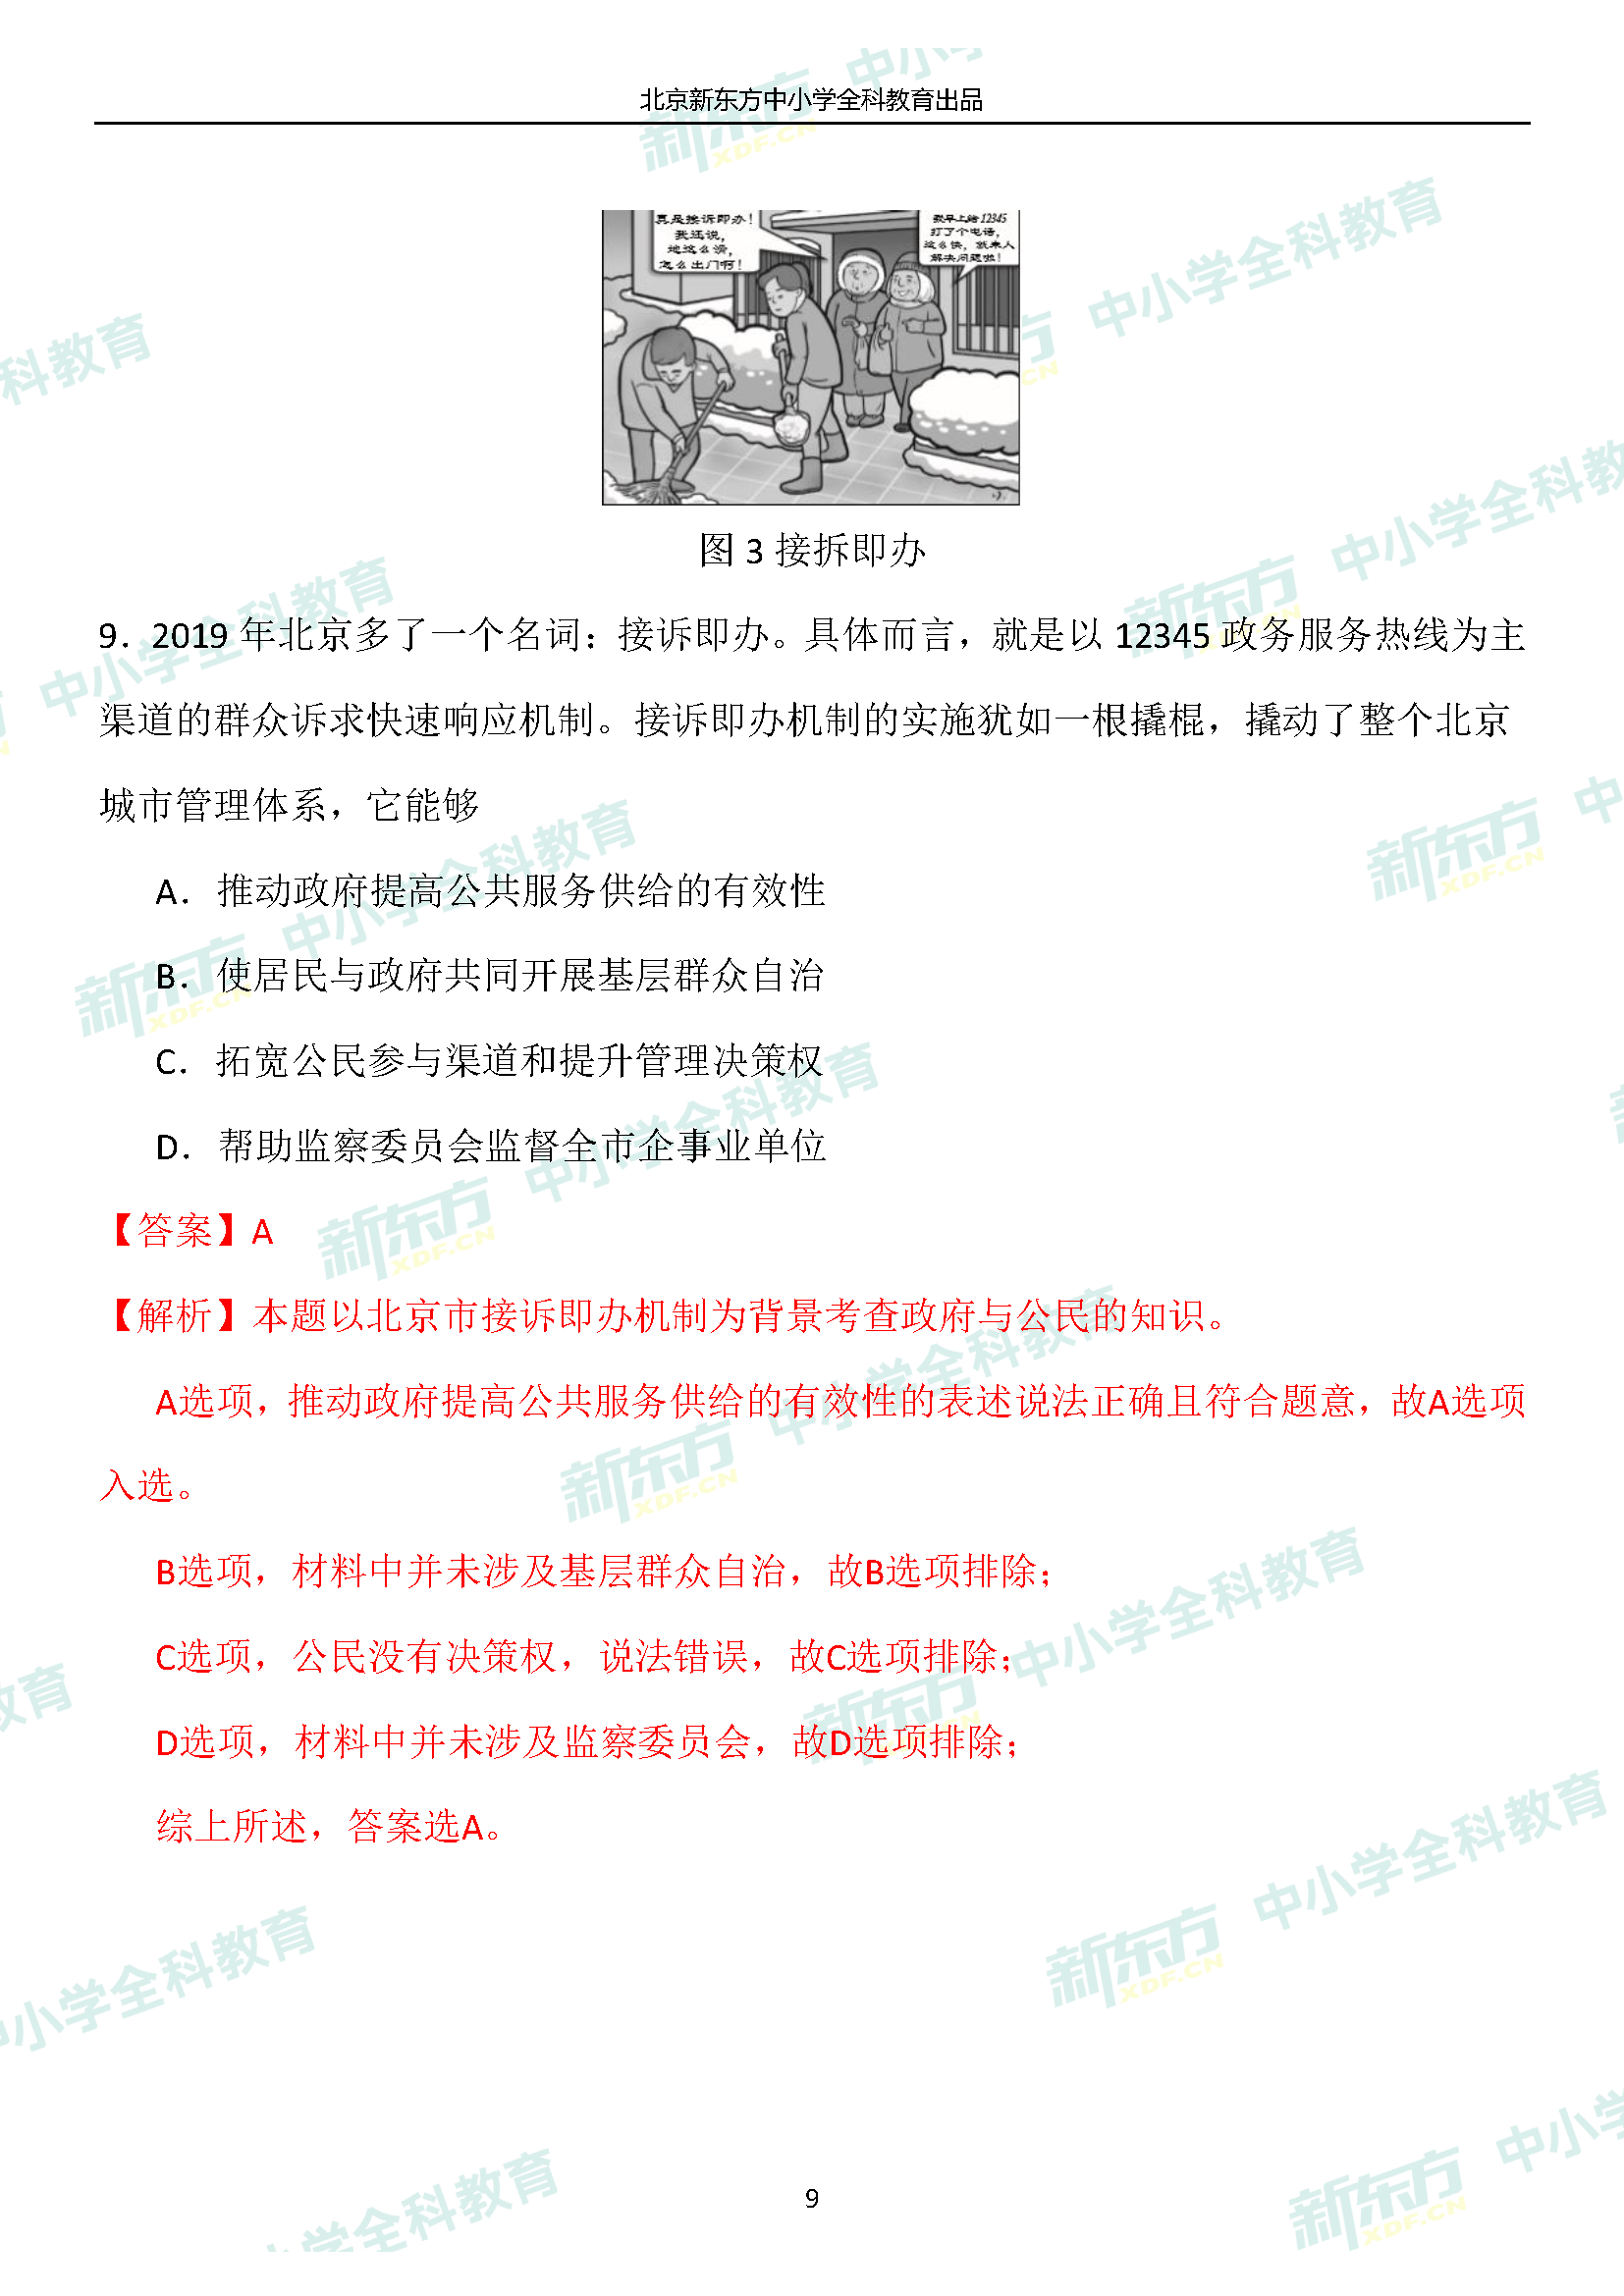 北京新东方中小学全科教育出品
真是接诉即办！
我还说，
地这么滑，
怎么出门啊！
我早上给12345
打了个电话，
这么快，就来人
解决问题啦！
图 3 接拆即办
9． 2019 年北京多了一个名词：接诉即办。具体而言，就是以 12345 政务服务热线为主
渠道的群众诉求快速响应机制。接诉即办机制的实施犹如一根撬棍，撬动了整个北京
城市管理体系，它能够
A． 推动政府提高公共服务供给的有效性
B． 使居民与政府共同开展基层群众自治
C． 拓宽公民参与渠道和提升管理决策权
D． 帮助监察委员会监督全市企事业单位
【答案】A
【解析】本题以北京市接诉即办机制为背景考查政府与公民的知识。
A选项，推动政府提高公共服务供给的有效性的表述说法正确且符合题意，故A选项
入选。
B选项，材料中并未涉及基层群众自治，故B选项排除；
C选项，公民没有决策权，说法错误，故C选项排除；
D选项，材料中并未涉及监察委员会，故D选项排除；
综上所述，答案选A。
9
新东方 XDF.CN 中小学全科教育